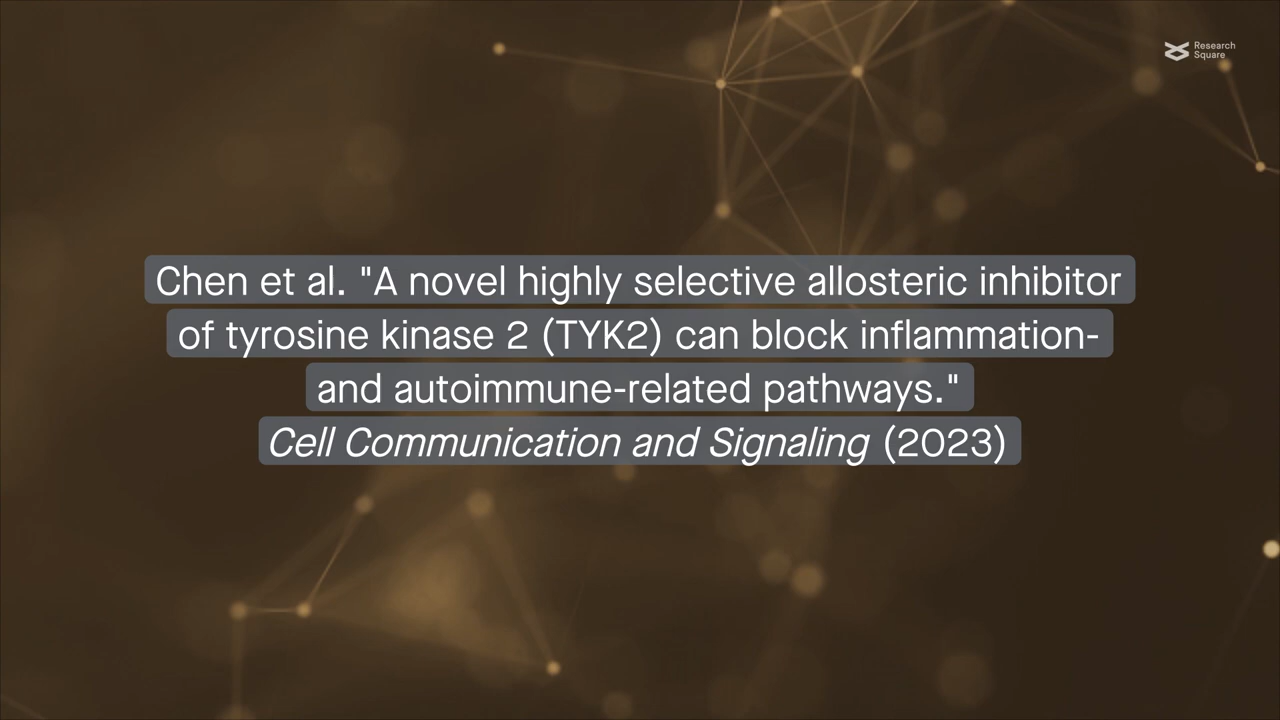 Research
Square
Chen et al. "A novel highly selective allosteric inhibitor
of tyrosine kinase 2 (TYK2) can block inflammation-
and autoimmune-related pathways."
Cell Communication and Signaling (2023)